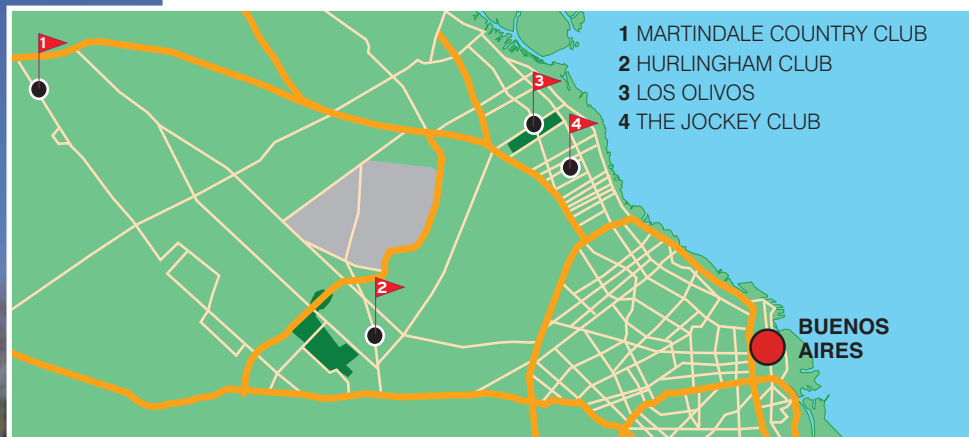 1 MARTINDALE COUNTRY CLUB
2 HURLINGHAM CLUB
3 LOS OLIVOS
4 THE JOCKEY CLUB
1
3
4
2
BUENOS
AIRES